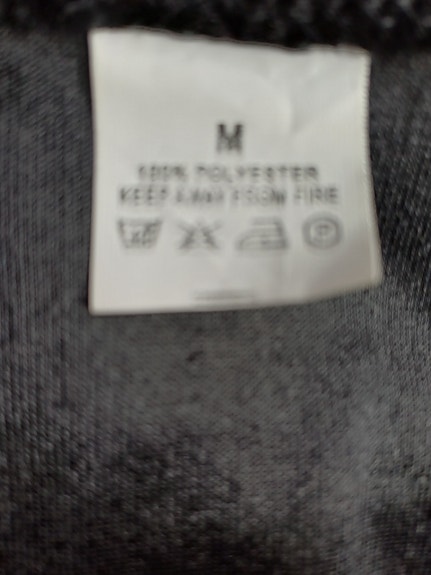 M
100% POLYESTER
KEEP AWAY FROM FIRE
P